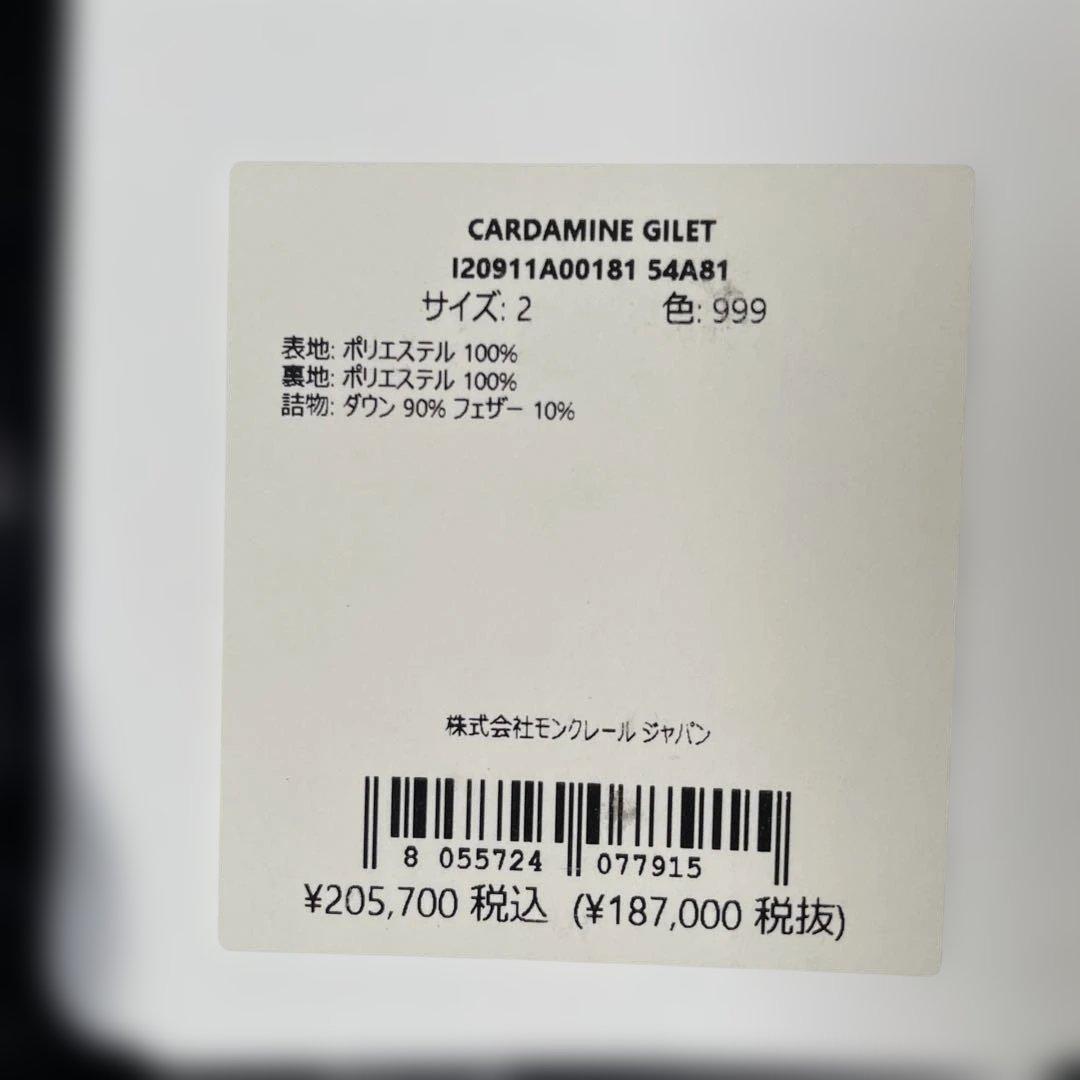 CARDAMINE GILET
I20911A00181 54A81
サイズ: 2 色: 999
表地: ポリエステル 100%
裏地: ポリエステル 100%
詰物: ダウン 90% フェザー 10%
株式会社モンクレール ジャパン
8 055724 077915
¥205,700 税込 (¥187,000 税抜)